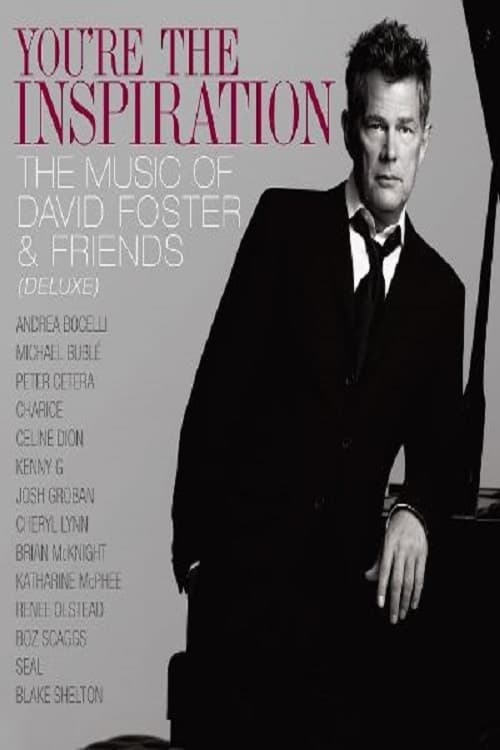 YOU'RE THE
INSPIRATION
THE MUSIC OF
DAVID FOSTER
& FRIENDS
(DELUXE)
ANDREA BOCELLI
MICHAEL BUBLÉ
PETER CETERA
CHARICE
CELINE DION
KENNY G
JOSH GROBAN
CHERYL LYNN
BRIAN McKNIGHT
KATHARINE McPHEE
RENEE OLSTEAD
BOZ SCAGGS
SEAL
BLAKE SHELTON